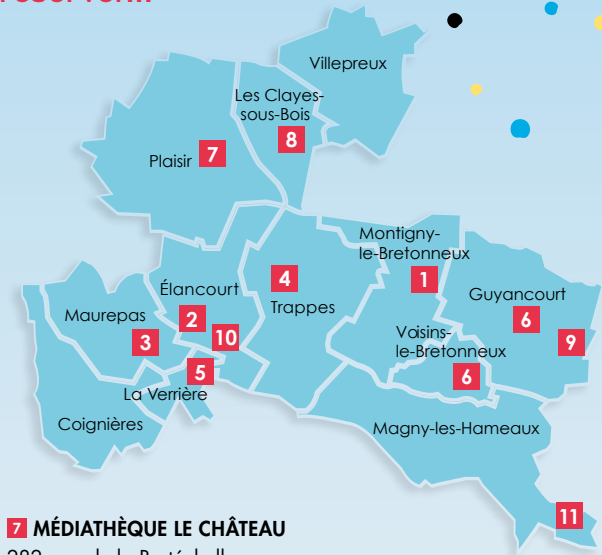 Villepreux
Les Clayes-
sous-Bois
8
Plaisir 7
Montigny-
le-Bretonneux
1
Élancourt
4
Trappes
Guyancourt
6
Maurepas
2
3
10
9
Voisins-
le-Bretonneux
6
5
La Verrière
Coignières
Magny-les-Hameaux
11
7 MÉDIATHÈQUE LE CHÂTEAU